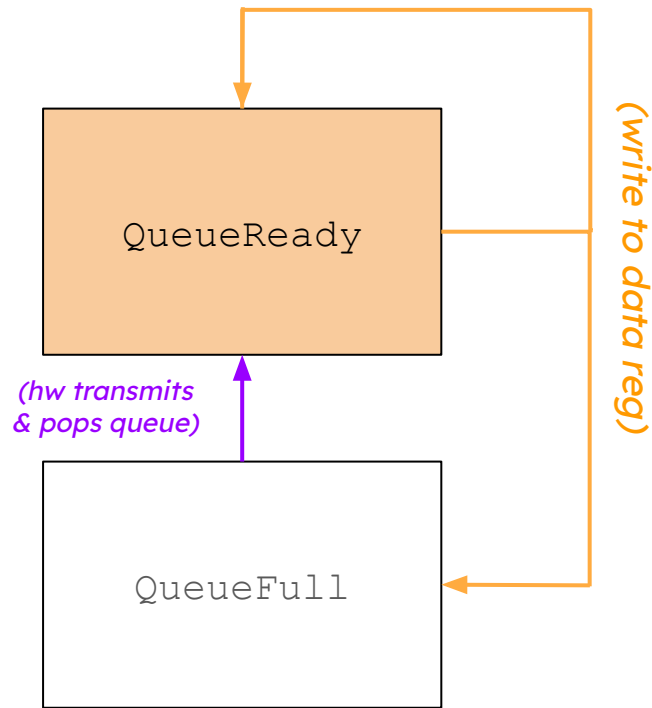 QueueReady
(write to data reg)
(hw transmits
& pops queue)
QueueFull